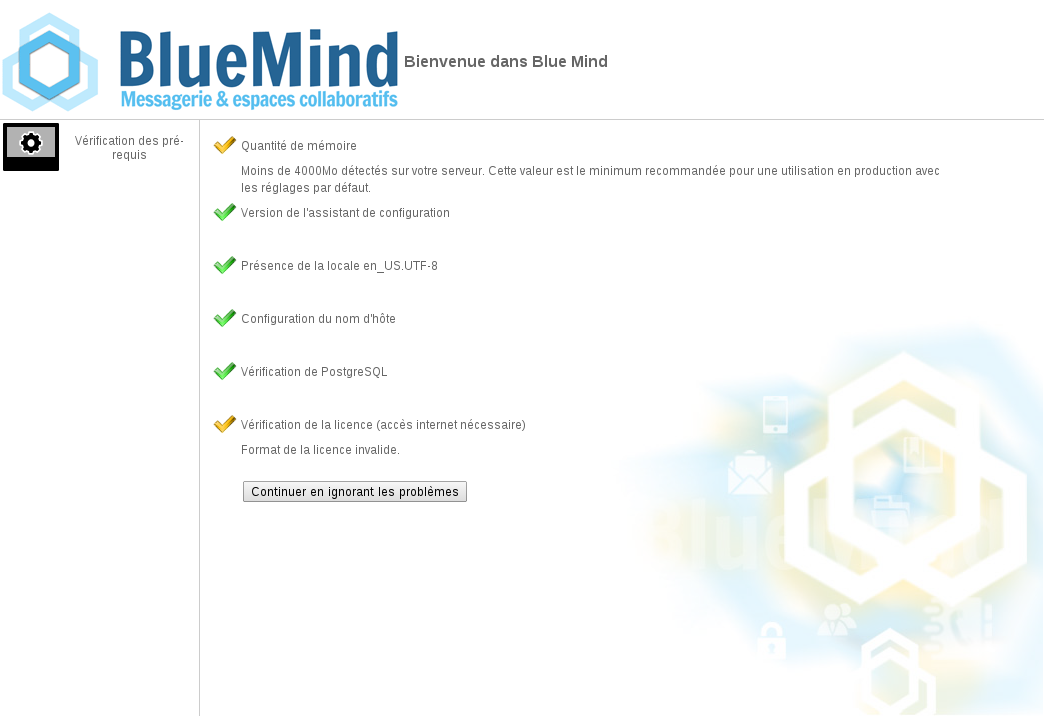 BlueMind
Messagerie & espaces collaboratifs
Bienvenue dans Blue Mind
Vérification des pré-
requis
Quantité de mémoire
Moins de 4000Mo détectés sur votre serveur. Cette valeur est le minimum recommandée pour une utilisation en production avec
les réglages par défaut.
Version de l'assistant de configuration
Présence de la locale en_US.UTF-8
Configuration du nom d'hôte
Vérification de PostgreSQL
Vérification de la licence (accès internet nécessaire)
Format de la licence invalide.
Continuer en ignorant les problèmes